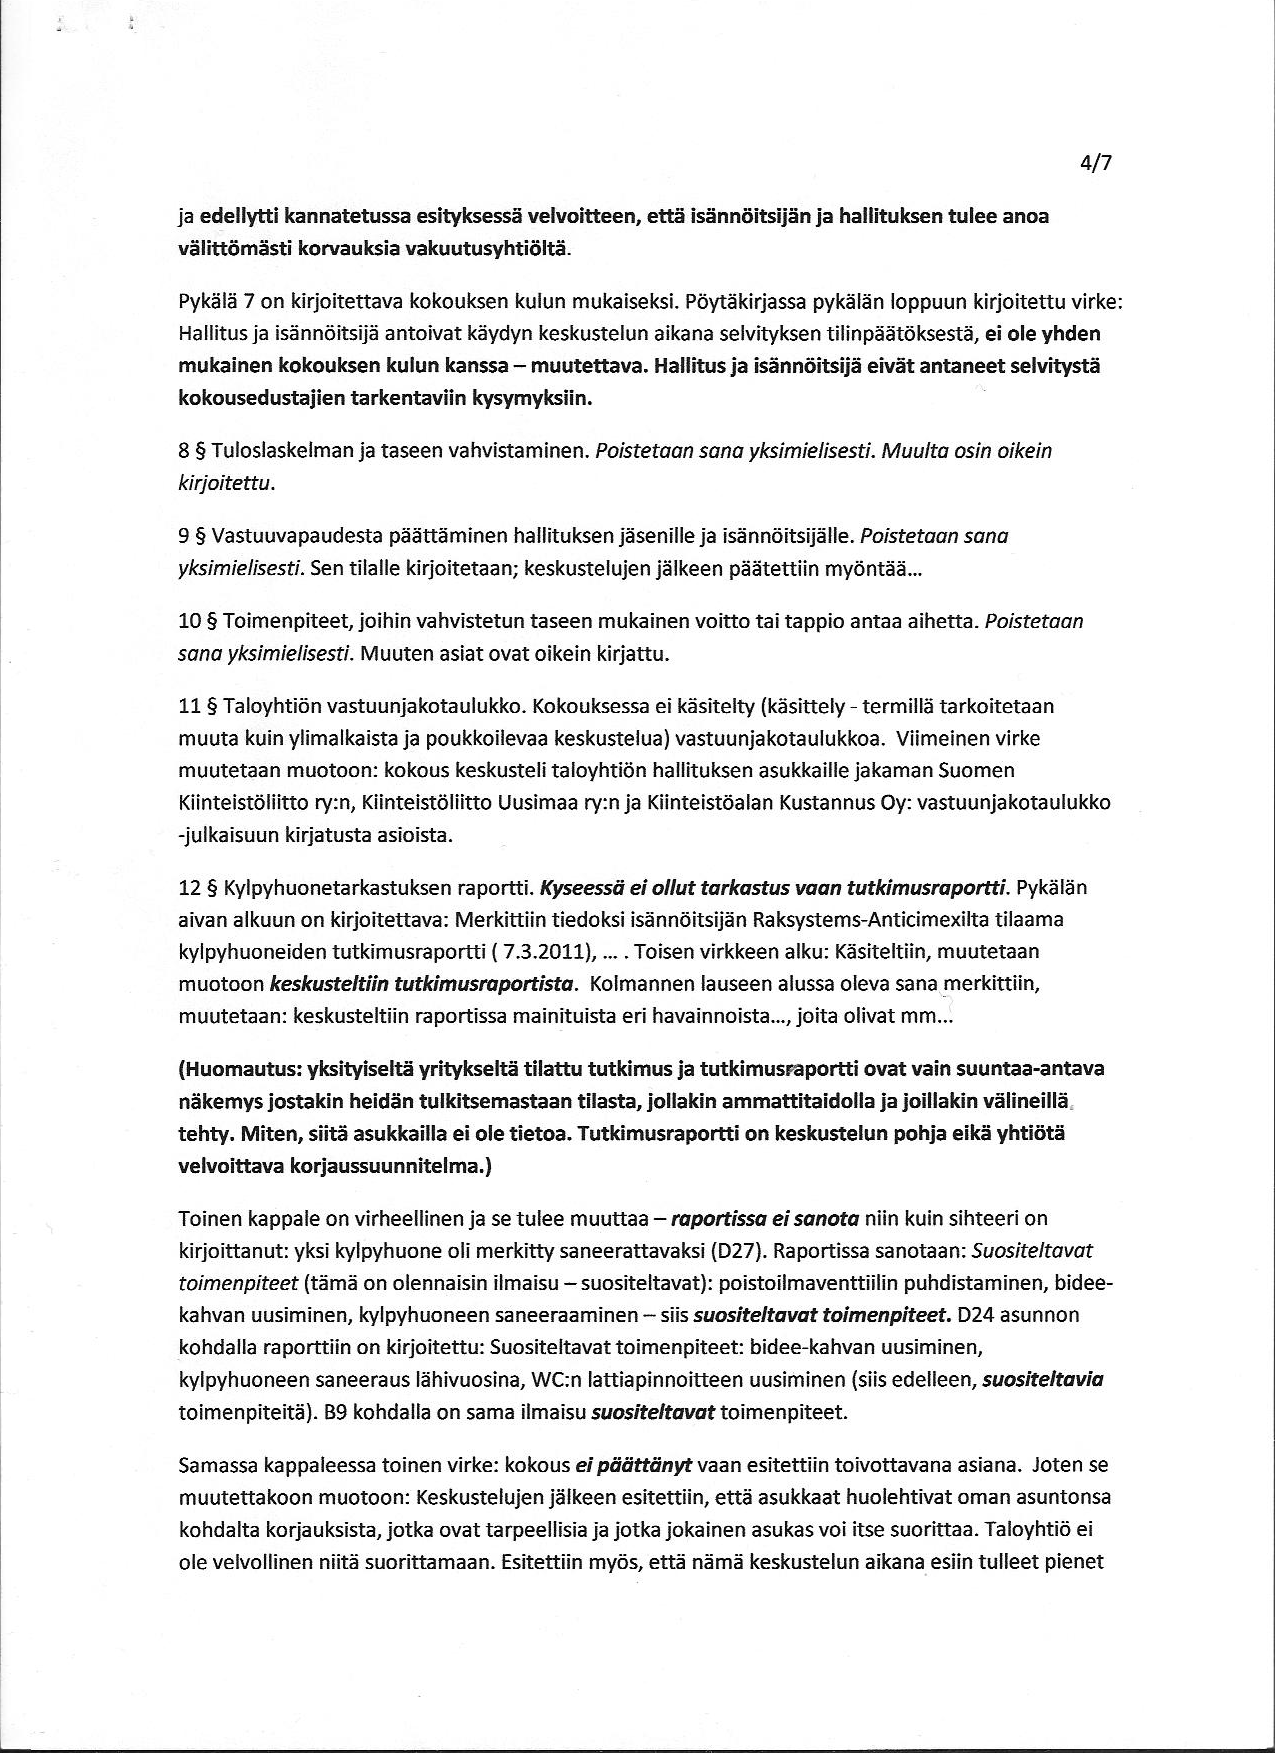 4/7
ja edellytti kannatetussa esityksessä velvoitteen, että isännöitsijän ja hallituksen tulee anoa
välittömästi korvauksia vakuutusyhtiöltä.
Pykälä 7 on kirjoitettava kokouksen kulun mukaiseksi. Pöytäkirjassa pykälän loppuun kirjoitettu virke:
Hallitus ja isännöitsijä antoivat käydyn keskustelun aikana selvityksen tilinpäätöksestä, ei ole yhden
mukainen kokouksen kulun kanssa – muutettava. Hallitus ja isännöitsijä eivät antaneet selvitystä
kokousedustajien tarkentaviin kysymyksiin.
8 § Tuloslaskelman ja taseen vahvistaminen. Poistetaan sana yksimielisesti. Muulta osin oikein
kirjoitettu.
9 § Vastuuvapaudesta päättäminen hallituksen jäsenille ja isännöitsijälle. Poistetaan sana
yksimielisesti. Sen tilalle kirjoitetaan; keskustelujen jälkeen päätettiin myöntää...
10 § Toimenpiteet, joihin vahvistetun taseen mukainen voitto tai tappio antaa aihetta. Poistetaan
sana yksimielisesti. Muuten asiat ovat oikein kirjattu.
11 § Taloyhtiön vastuunjakotaulukko. Kokouksessa ei käsitelty (käsittely - termillä tarkoitetaan
muuta kuin ylimalkaista ja poukkoilevaa keskustelua) vastuunjakotaulukkoa.  Viimeinen virke
muutetaan muotoon: kokous keskusteli taloyhtiön hallituksen asukkaille jakaman Suomen
Kiinteistöliitto ry:n, Kiinteistöliitto Uusimaa ry:n ja Kiinteistöalan Kustannus Oy: vastuunjakotaulukko
-julkaisuun kirjatusta asioista.
12 § Kylpyhuonetarkastuksen raportti. Kyseessä ei ollut tarkastus vaan tutkimusraportti. Pykälän
aivan alkuun on kirjoitettava: Merkittiin tiedoksi isännöitsijän Raksystems-Anticimexilta tilaama
kylpyhuoneiden tutkimusraportti ( 7.3.2011), ... . Toisen virkkeen alku: Käsiteltiin, muutetaan
muotoon keskusteltiin tutkimusraportista.  Kolmannen lauseen alussa oleva sana merkittiin,
muutetaan: keskusteltiin raportissa mainituista eri havainnoista..., joita olivat mm...
(Huomautus: yksityiseltä yritykseltä tilattu tutkimus ja tutkimusraportti ovat vain suuntaa-antava
näkemys jostakin heidän tulkitsemastaan tilasta, jollakin ammattitaidolla ja joillakin välineillä
tehty. Miten, siitä asukkailla ei ole tietoa. Tutkimusraportti on keskustelun pohja eikä yhtiötä
velvoittava korjaussuunnitelma.)
Toinen kappale on virheellinen ja se tulee muuttaa – raportissa ei sanota niin kuin sihteeri on
kirjoittanut: yksi kylpyhuone oli merkitty saneerattavaksi (D27). Raportissa sanotaan: Suositeltavat
toimenpiteet (tämä on olennaisin ilmaisu – suositeltavat): poistoilmaventtiilin puhdistaminen, bidee-
kahvan uusiminen, kylpyhuoneen saneeraaminen – siis suositeltavat toimenpiteet. D24 asunnon
kohdalla raporttiin on kirjoitettu: Suositeltavat toimenpiteet: bidee-kahvan uusiminen,
kylpyhuoneen saneeraus lähivuosina, WC:n lattiapinnoitteen uusiminen (siis edelleen, suositeltavia
toimenpiteitä). B9 kohdalla on sama ilmaisu suositeltavat toimenpiteet.
Samassa kappaleessa toinen virke: kokous ei päättänyt vaan esitettiin toivottavana asiana.  Joten se
muutettakoon muotoon: Keskustelujen jälkeen esitettiin, että asukkaat huolehtivat oman asuntonsa
kohdalta korjauksista, jotka ovat tarpeellisia ja jotka jokainen asukas voi itse suorittaa. Taloyhtiö ei
ole velvollinen niitä suorittamaan. Esitettiin myös, että nämä keskustelun aikana esiin tulleet pienet